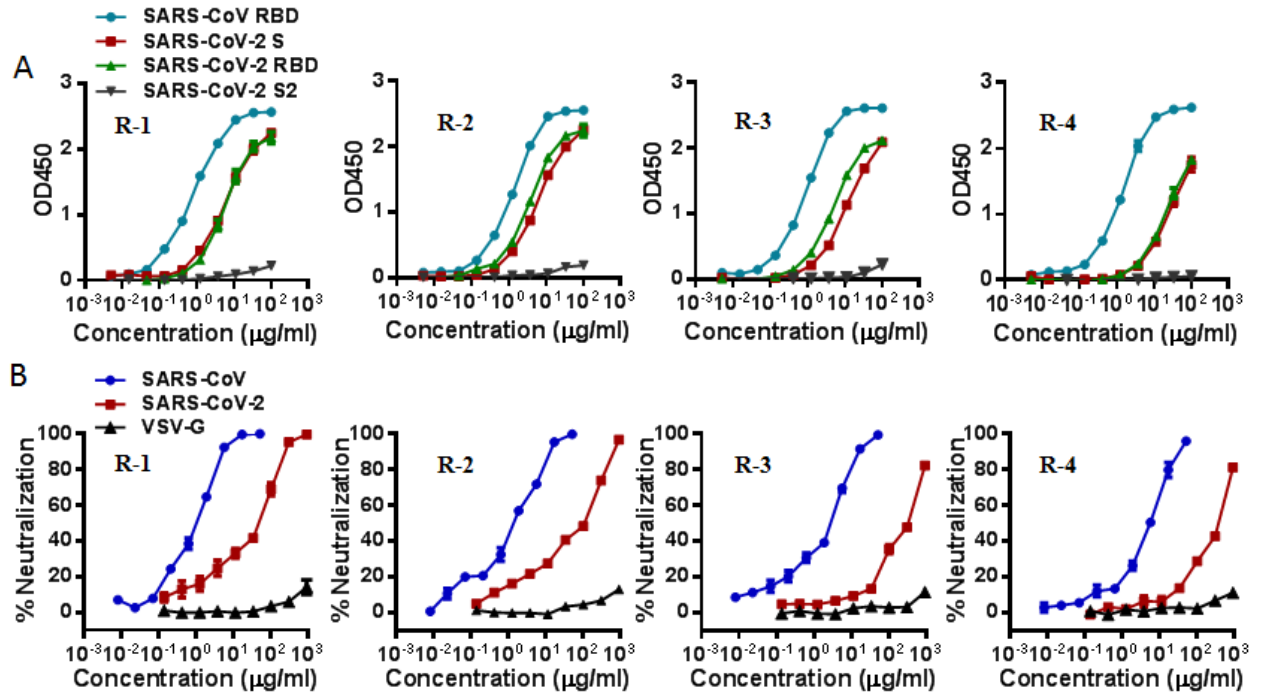 SARS-CoV RBD
SARS-CoV-2 S
SARS-CoV-2 RBD
SARS-CoV-2 S2
A
3 3 3 3
R-1 R-2 R-3 R-4
2 2 2 2
OD450 OD450 OD450 OD450
1 1 1 1
0 0 0 0
10-3 10-2 10-1 100 101 102 103 10-3 10-2 10-1 100 101 102 103 10-3 10-2 10-1 100 101 102 103 10-3 10-2 10-1 100 101 102 103
Concentration (μg/ml) Concentration (μg/ml) Concentration (μg/ml) Concentration (μg/ml)
B
SARS-CoV
SARS-CoV-2
VSV-G
100 100 100 100
R-1 R-2 R-3 R-4
80 80 80 80
60 60 60 60
% Neutralization % Neutralization % Neutralization % Neutralization
40 40 40 40
20 20 20 20
0 0 0 0
10-3 10-2 10-1 100 101 102 103 10-3 10-2 10-1 100 101 102 103 10-3 10-2 10-1 100 101 102 103 10-3 10-2 10-1 100 101 102 103
Concentration (μg/ml) Concentration (μg/ml) Concentration (μg/ml) Concentration (μg/ml)